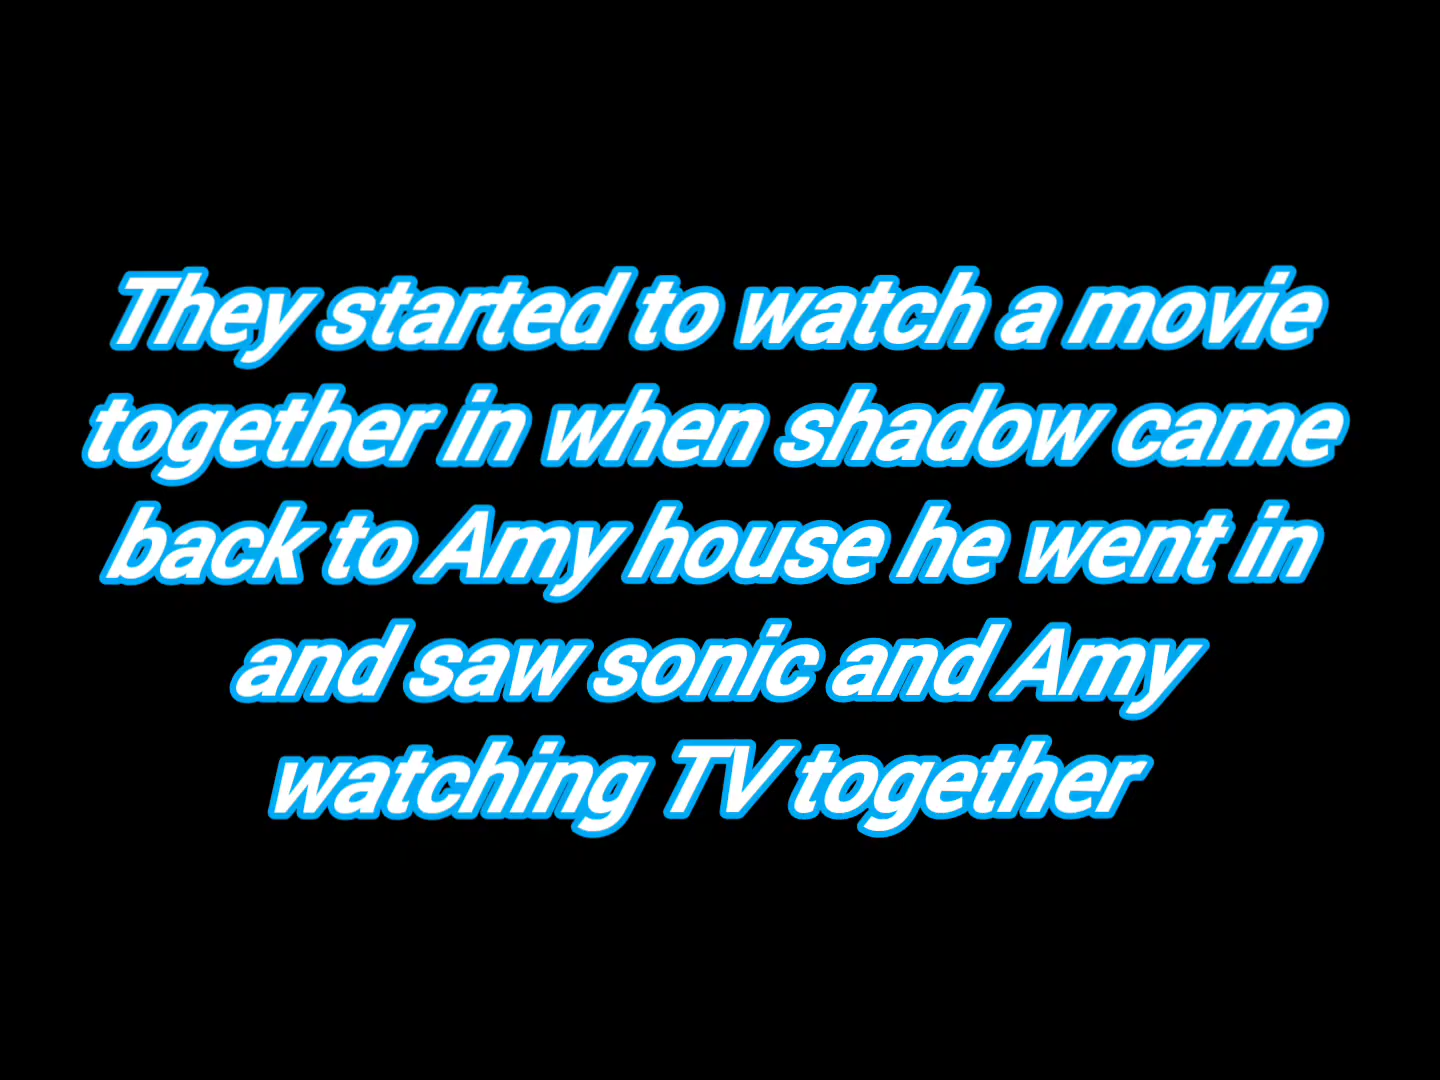 They started to watch a movie
together in when shadow came
back to Amy house he went in
and saw sonic and Amy
watching TV together